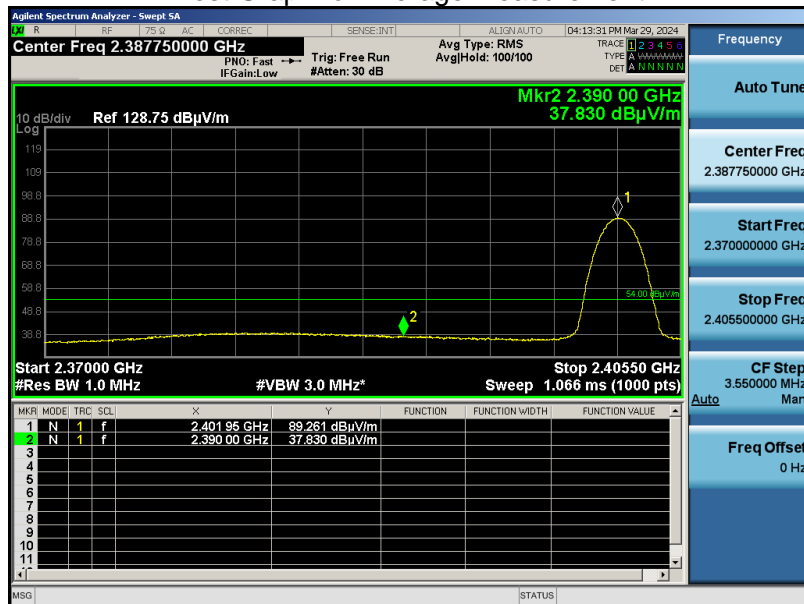 Agilent Spectrum Analyzer - Swept SA
R RF 75 Ω AC CORREC SENSE:INT ALIGN AUTO 04:13:31 PM Mar 29, 2024
Center Freq 2.387750000 GHz
PNO: Fast
IFGain:Low
Trig: Free Run
#Atten: 30 dB
Avg Type: RMS
Avg|Hold: 100/100
TRACE 1 2 3 4 5 6
TYPE A
DET A N N N N N
Mkr2 2.390 00 GHz
37.830 dBµV/m
10 dB/div Ref 128.75 dBµV/m
Log
119
109
98.8
88.8
78.8
68.8
58.8
48.8
38.8
1
54.00 dBµV/m
2
Start 2.37000 GHz Stop 2.40550 GHz
#Res BW 1.0 MHz #VBW 3.0 MHz* Sweep 1.066 ms (1000 pts)
MKR MODE TRC SCL X Y FUNCTION FUNCTION WIDTH FUNCTION VALUE
1 N 1 f 2.401 95 GHz 89.261 dBµV/m
2 N 1 f 2.390 00 GHz 37.830 dBµV/m
3
4
5
6
7
8
9
10
11
MSG STATUS
Frequency
Auto Tune
Center Freq
2.387750000 GHz
Start Freq
2.370000000 GHz
Stop Freq
2.405500000 GHz
CF Step
3.550000 MHz
Auto Man
Freq Offset
0 Hz